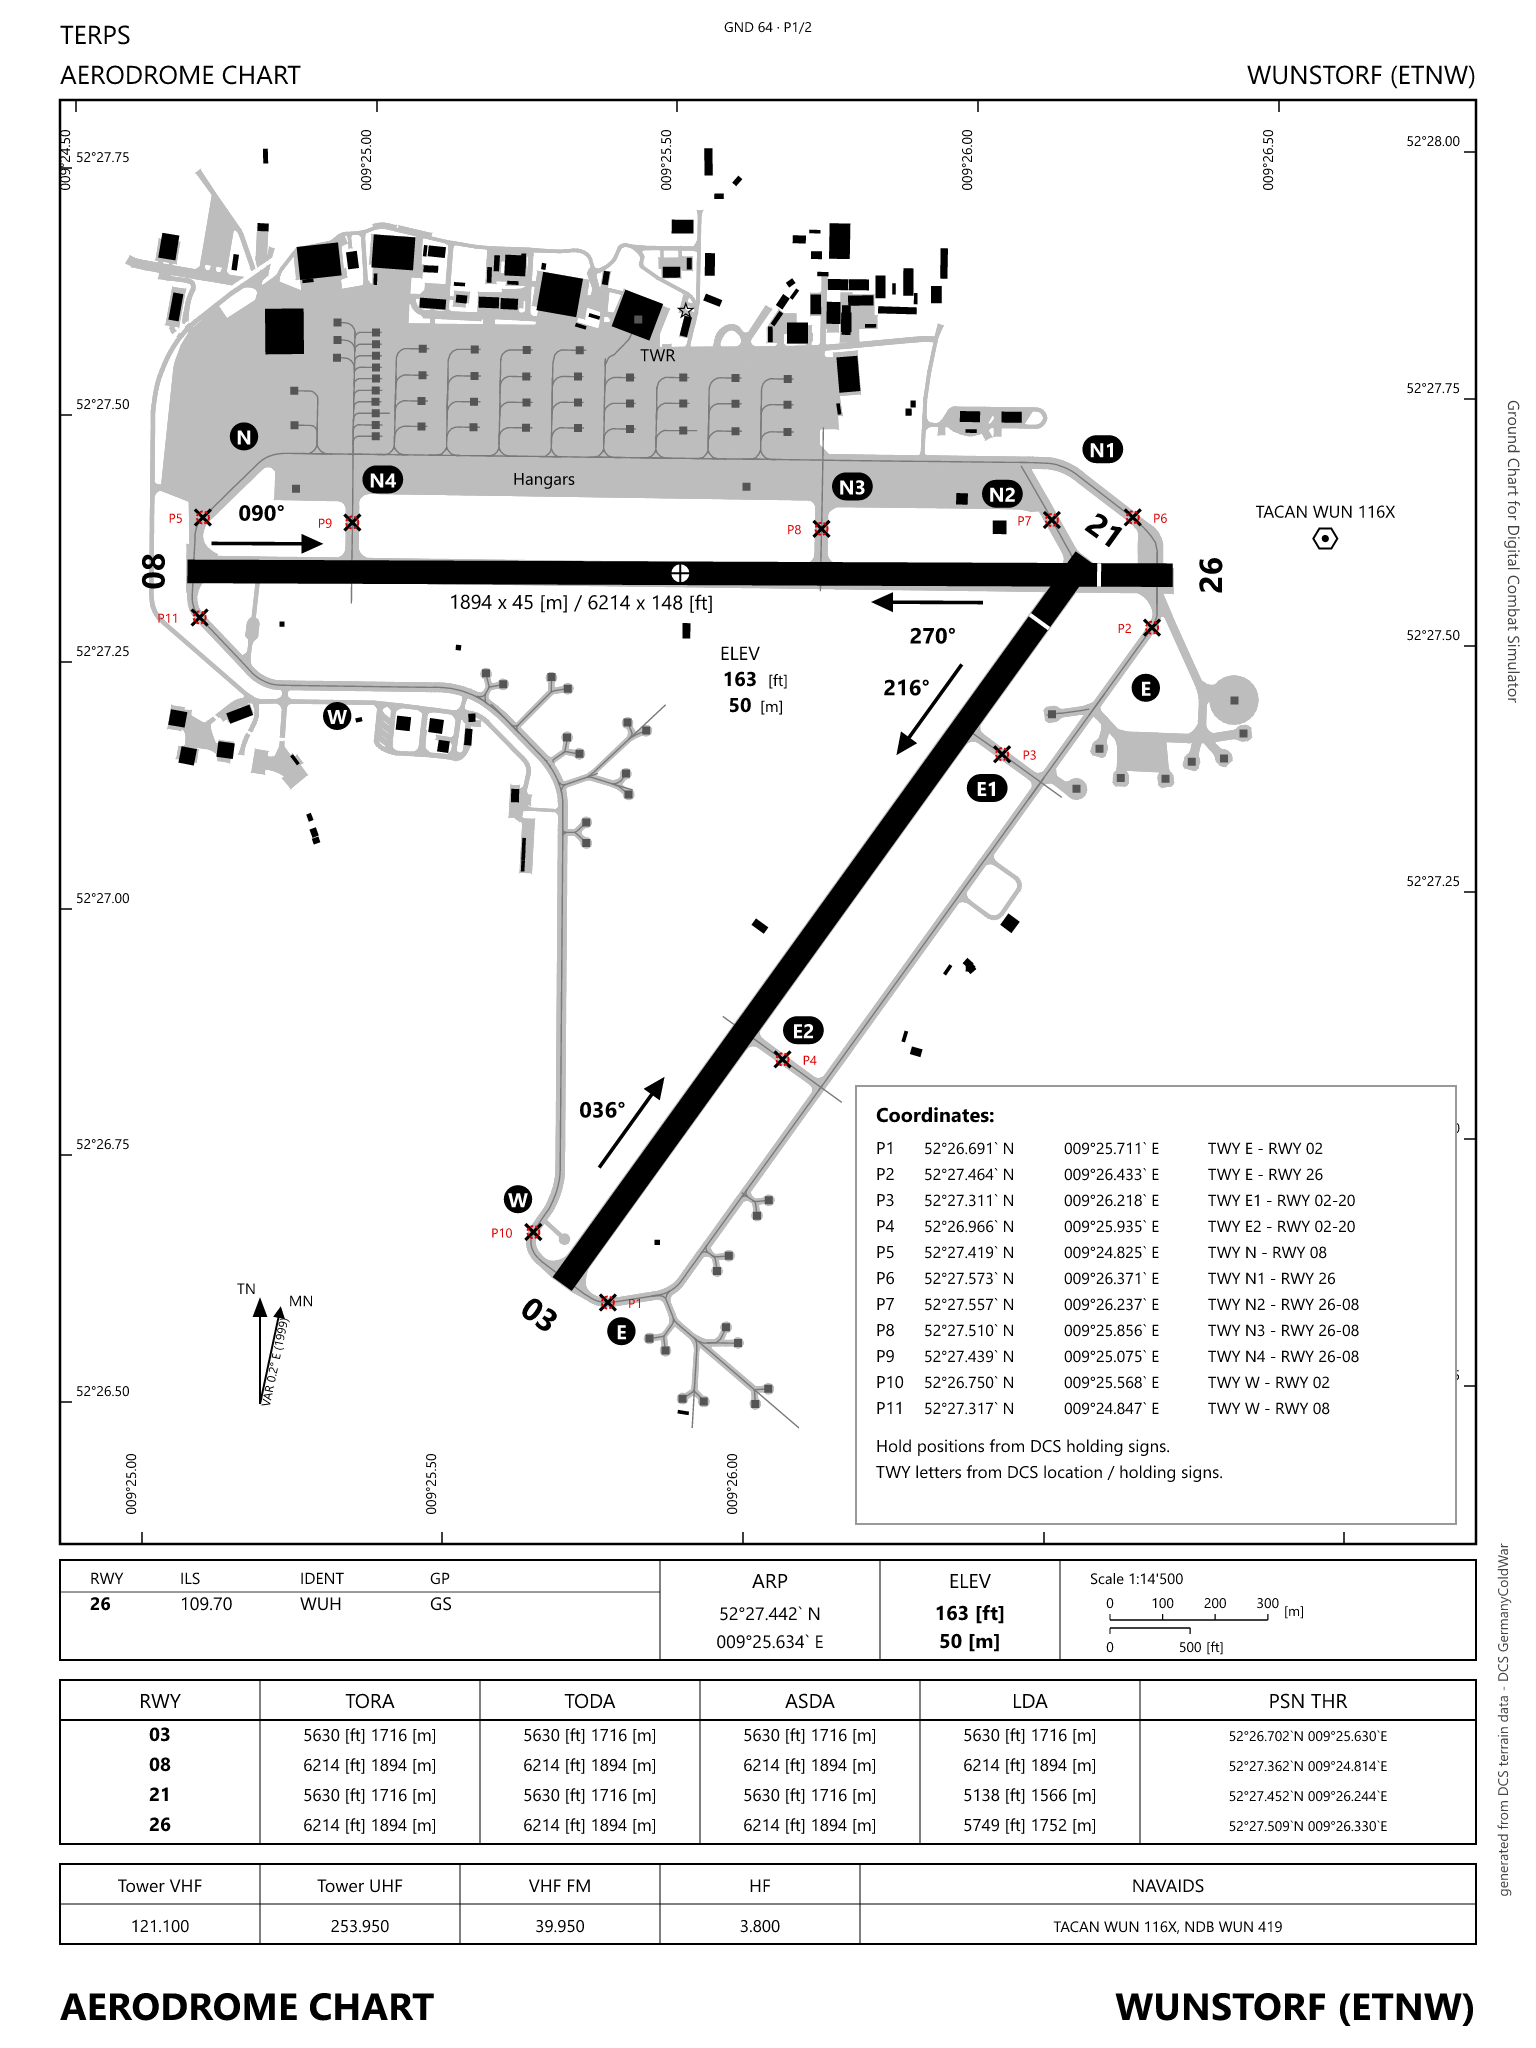 GND 64 · P1/2
TERPS
AERODROME CHART
WUNSTORF (ETNW)
009°24.50
009°25.00
009°25.50
009°26.00
009°26.50
52°27.75
52°28.00
TWR
52°27.50
52°27.75
N
N1
N4
Hangars
N3
N2
090°
P5
P9
P8
P7
21
P6
TACAN WUN 116X
08
26
1894 x 45 [m] / 6214 x 148 [ft]
P11
270°
P2
52°27.25
52°27.50
ELEV
163 [ft]
50 [m]
216°
E
W
P3
E1
52°27.00
52°27.25
E2
P4
036°
52°26.75
W
P10
03
P1
E
TN
MN
VAR 0.2° E (1999)
52°26.50
009°25.00
009°25.50
009°26.00
Coordinates:
P1 52°26.691` N 009°25.711` E TWY E - RWY 02
P2 52°27.464` N 009°26.433` E TWY E - RWY 26
P3 52°27.311` N 009°26.218` E TWY E1 - RWY 02-20
P4 52°26.966` N 009°25.935` E TWY E2 - RWY 02-20
P5 52°27.419` N 009°24.825` E TWY N - RWY 08
P6 52°27.573` N 009°26.371` E TWY N1 - RWY 26
P7 52°27.557` N 009°26.237` E TWY N2 - RWY 26-08
P8 52°27.510` N 009°25.856` E TWY N3 - RWY 26-08
P9 52°27.439` N 009°25.075` E TWY N4 - RWY 26-08
P10 52°26.750` N 009°25.568` E TWY W - RWY 02
P11 52°27.317` N 009°24.847` E TWY W - RWY 08
Hold positions from DCS holding signs.
TWY letters from DCS location / holding signs.
Ground Chart for Digital Combat Simulator
generated from DCS terrain data - DCS GermanyColdWar
RWY ILS IDENT GP
26 109.70 WUH GS
ARP
52°27.442` N
009°25.634` E
ELEV
163 [ft]
50 [m]
Scale 1:14'500
0 100 200 300 [m]
0 500 [ft]
RWY TORA TODA ASDA LDA PSN THR
03 5630 [ft] 1716 [m] 5630 [ft] 1716 [m] 5630 [ft] 1716 [m] 5630 [ft] 1716 [m] 52°26.702`N 009°25.630`E
08 6214 [ft] 1894 [m] 6214 [ft] 1894 [m] 6214 [ft] 1894 [m] 6214 [ft] 1894 [m] 52°27.362`N 009°24.814`E
21 5630 [ft] 1716 [m] 5630 [ft] 1716 [m] 5630 [ft] 1716 [m] 5138 [ft] 1566 [m] 52°27.452`N 009°26.244`E
26 6214 [ft] 1894 [m] 6214 [ft] 1894 [m] 6214 [ft] 1894 [m] 5749 [ft] 1752 [m] 52°27.509`N 009°26.330`E
Tower VHF Tower UHF VHF FM HF NAVAIDS
121.100 253.950 39.950 3.800 TACAN WUN 116X, NDB WUN 419
AERODROME CHART
WUNSTORF (ETNW)